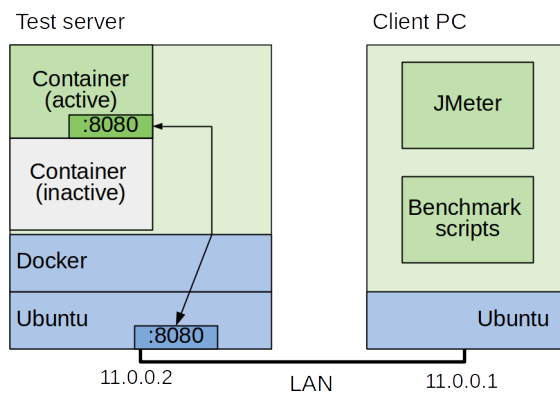 Test server
Client PC
Container
(active)
:8080
JMeter
Container
(inactive)
Benchmark
scripts
Docker
Ubuntu
:8080
Ubuntu
11.0.0.2
LAN
11.0.0.1